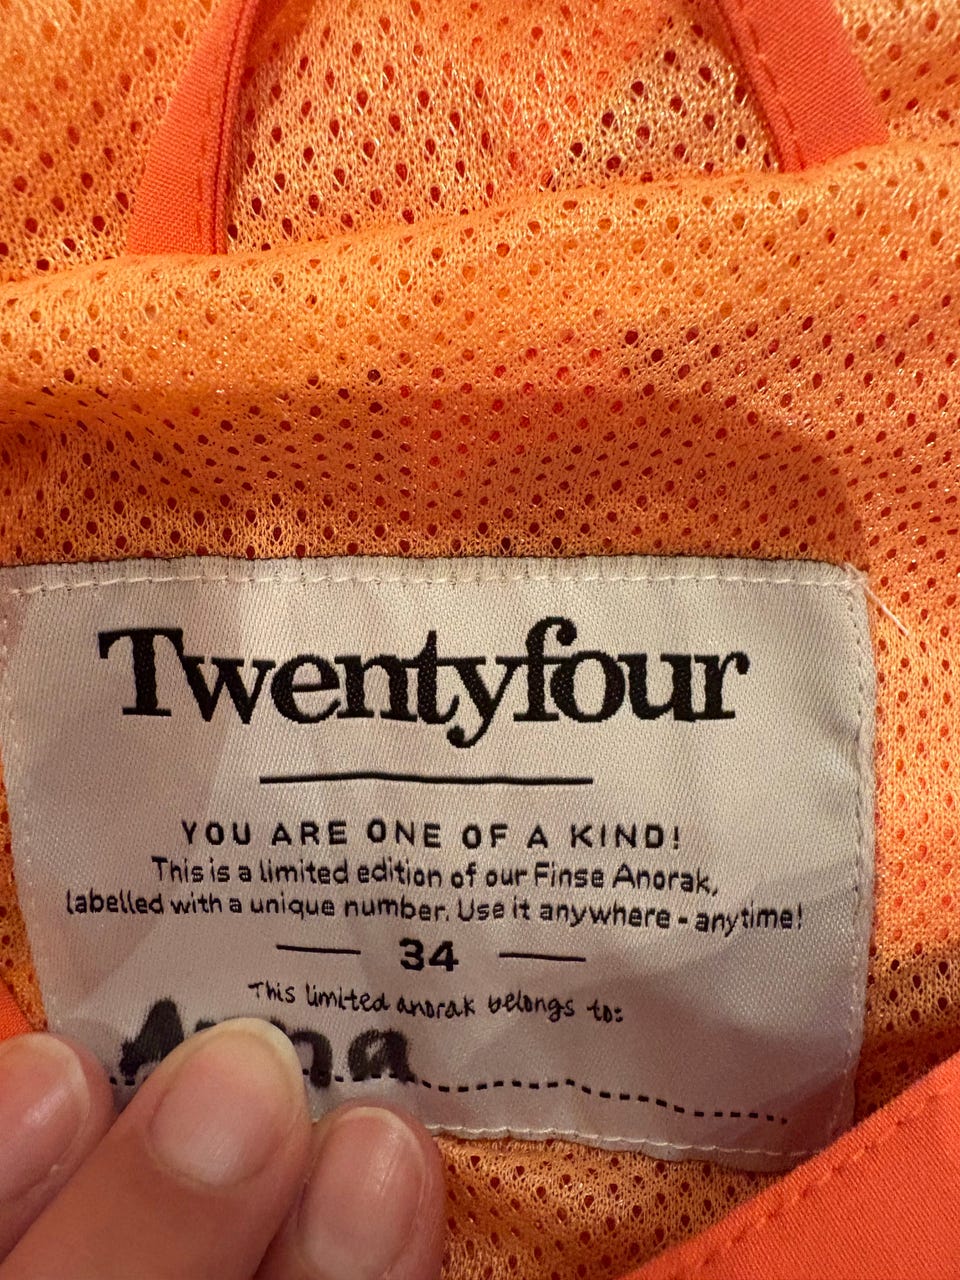 Twentyfour
YOU ARE ONE OF A KIND!
This is a limited edition of our Finse Anorak,
labelled with a unique number. Use it anywhere - anytime!
34
This limited anorak belongs to: